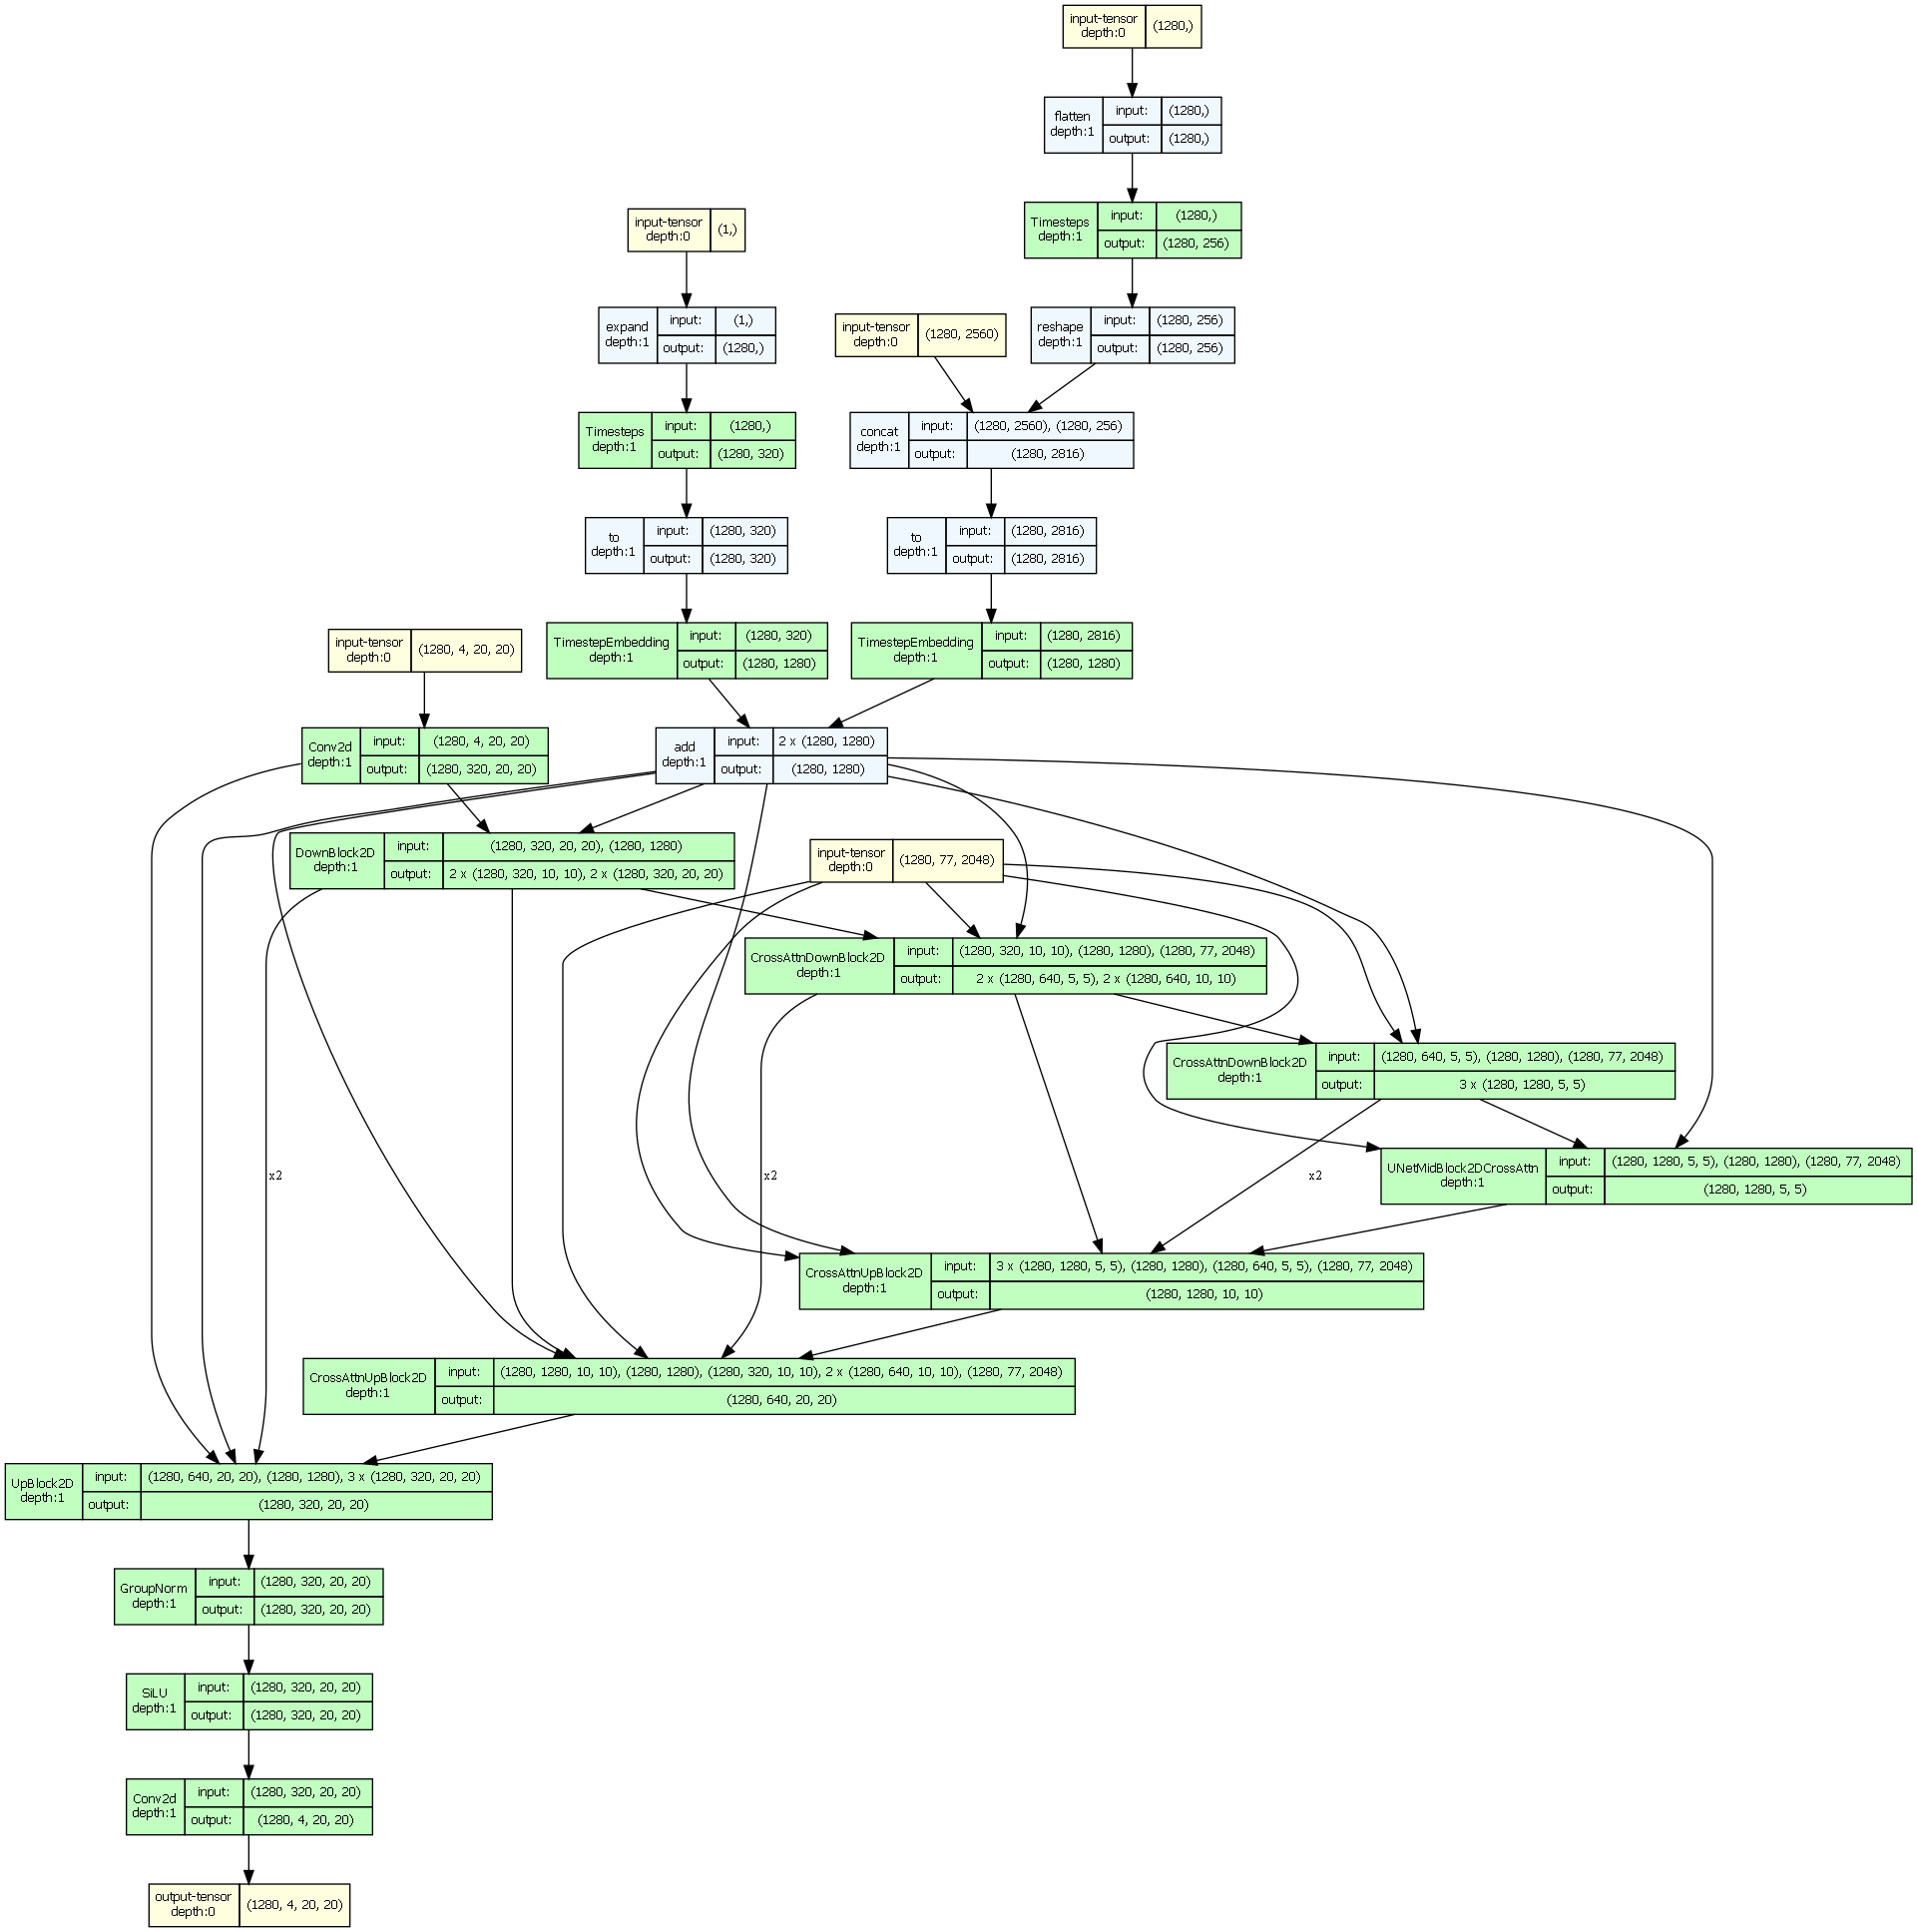 input-tensor
depth:0
(1280,)
flatten
depth:1
input:
(1280,)
output:
(1280,)
Timesteps
depth:1
input:
(1280,)
output:
(1280, 256)
input-tensor
depth:0
(1,)
expand
depth:1
input:
(1,)
output:
(1280,)
input-tensor
depth:0
(1280, 2560)
reshape
depth:1
input:
(1280, 256)
output:
(1280, 256)
Timesteps
depth:1
input:
(1280,)
output:
(1280, 320)
concat
depth:1
input:
(1280, 2560), (1280, 256)
output:
(1280, 2816)
to
depth:1
input:
(1280, 320)
output:
(1280, 320)
to
depth:1
input:
(1280, 2816)
output:
(1280, 2816)
input-tensor
depth:0
(1280, 4, 20, 20)
TimestepEmbedding
depth:1
input:
(1280, 320)
output:
(1280, 1280)
TimestepEmbedding
depth:1
input:
(1280, 2816)
output:
(1280, 1280)
Conv2d
depth:1
input:
(1280, 4, 20, 20)
output:
(1280, 320, 20, 20)
add
depth:1
input:
2 x (1280, 1280)
output:
(1280, 1280)
DownBlock2D
depth:1
input:
(1280, 320, 20, 20), (1280, 1280)
output:
2 x (1280, 320, 10, 10), 2 x (1280, 320, 20, 20)
input-tensor
depth:0
(1280, 77, 2048)
CrossAttnDownBlock2D
depth:1
input:
(1280, 320, 10, 10), (1280, 1280), (1280, 77, 2048)
output:
2 x (1280, 640, 5, 5), 2 x (1280, 640, 10, 10)
CrossAttnDownBlock2D
depth:1
input:
(1280, 640, 5, 5), (1280, 1280), (1280, 77, 2048)
output:
3 x (1280, 1280, 5, 5)
x2
x2
x2
UNetMidBlock2DCrossAttn
depth:1
input:
(1280, 1280, 5, 5), (1280, 1280), (1280, 77, 2048)
output:
(1280, 1280, 5, 5)
CrossAttnUpBlock2D
depth:1
input:
3 x (1280, 1280, 5, 5), (1280, 1280), (1280, 640, 5, 5), (1280, 77, 2048)
output:
(1280, 1280, 10, 10)
CrossAttnUpBlock2D
depth:1
input:
(1280, 1280, 10, 10), (1280, 1280), (1280, 320, 10, 10), 2 x (1280, 640, 10, 10), (1280, 77, 2048)
output:
(1280, 640, 20, 20)
UpBlock2D
depth:1
input:
(1280, 640, 20, 20), (1280, 1280), 3 x (1280, 320, 20, 20)
output:
(1280, 320, 20, 20)
GroupNorm
depth:1
input:
(1280, 320, 20, 20)
output:
(1280, 320, 20, 20)
SiLU
depth:1
input:
(1280, 320, 20, 20)
output:
(1280, 320, 20, 20)
Conv2d
depth:1
input:
(1280, 320, 20, 20)
output:
(1280, 4, 20, 20)
output-tensor
depth:0
(1280, 4, 20, 20)